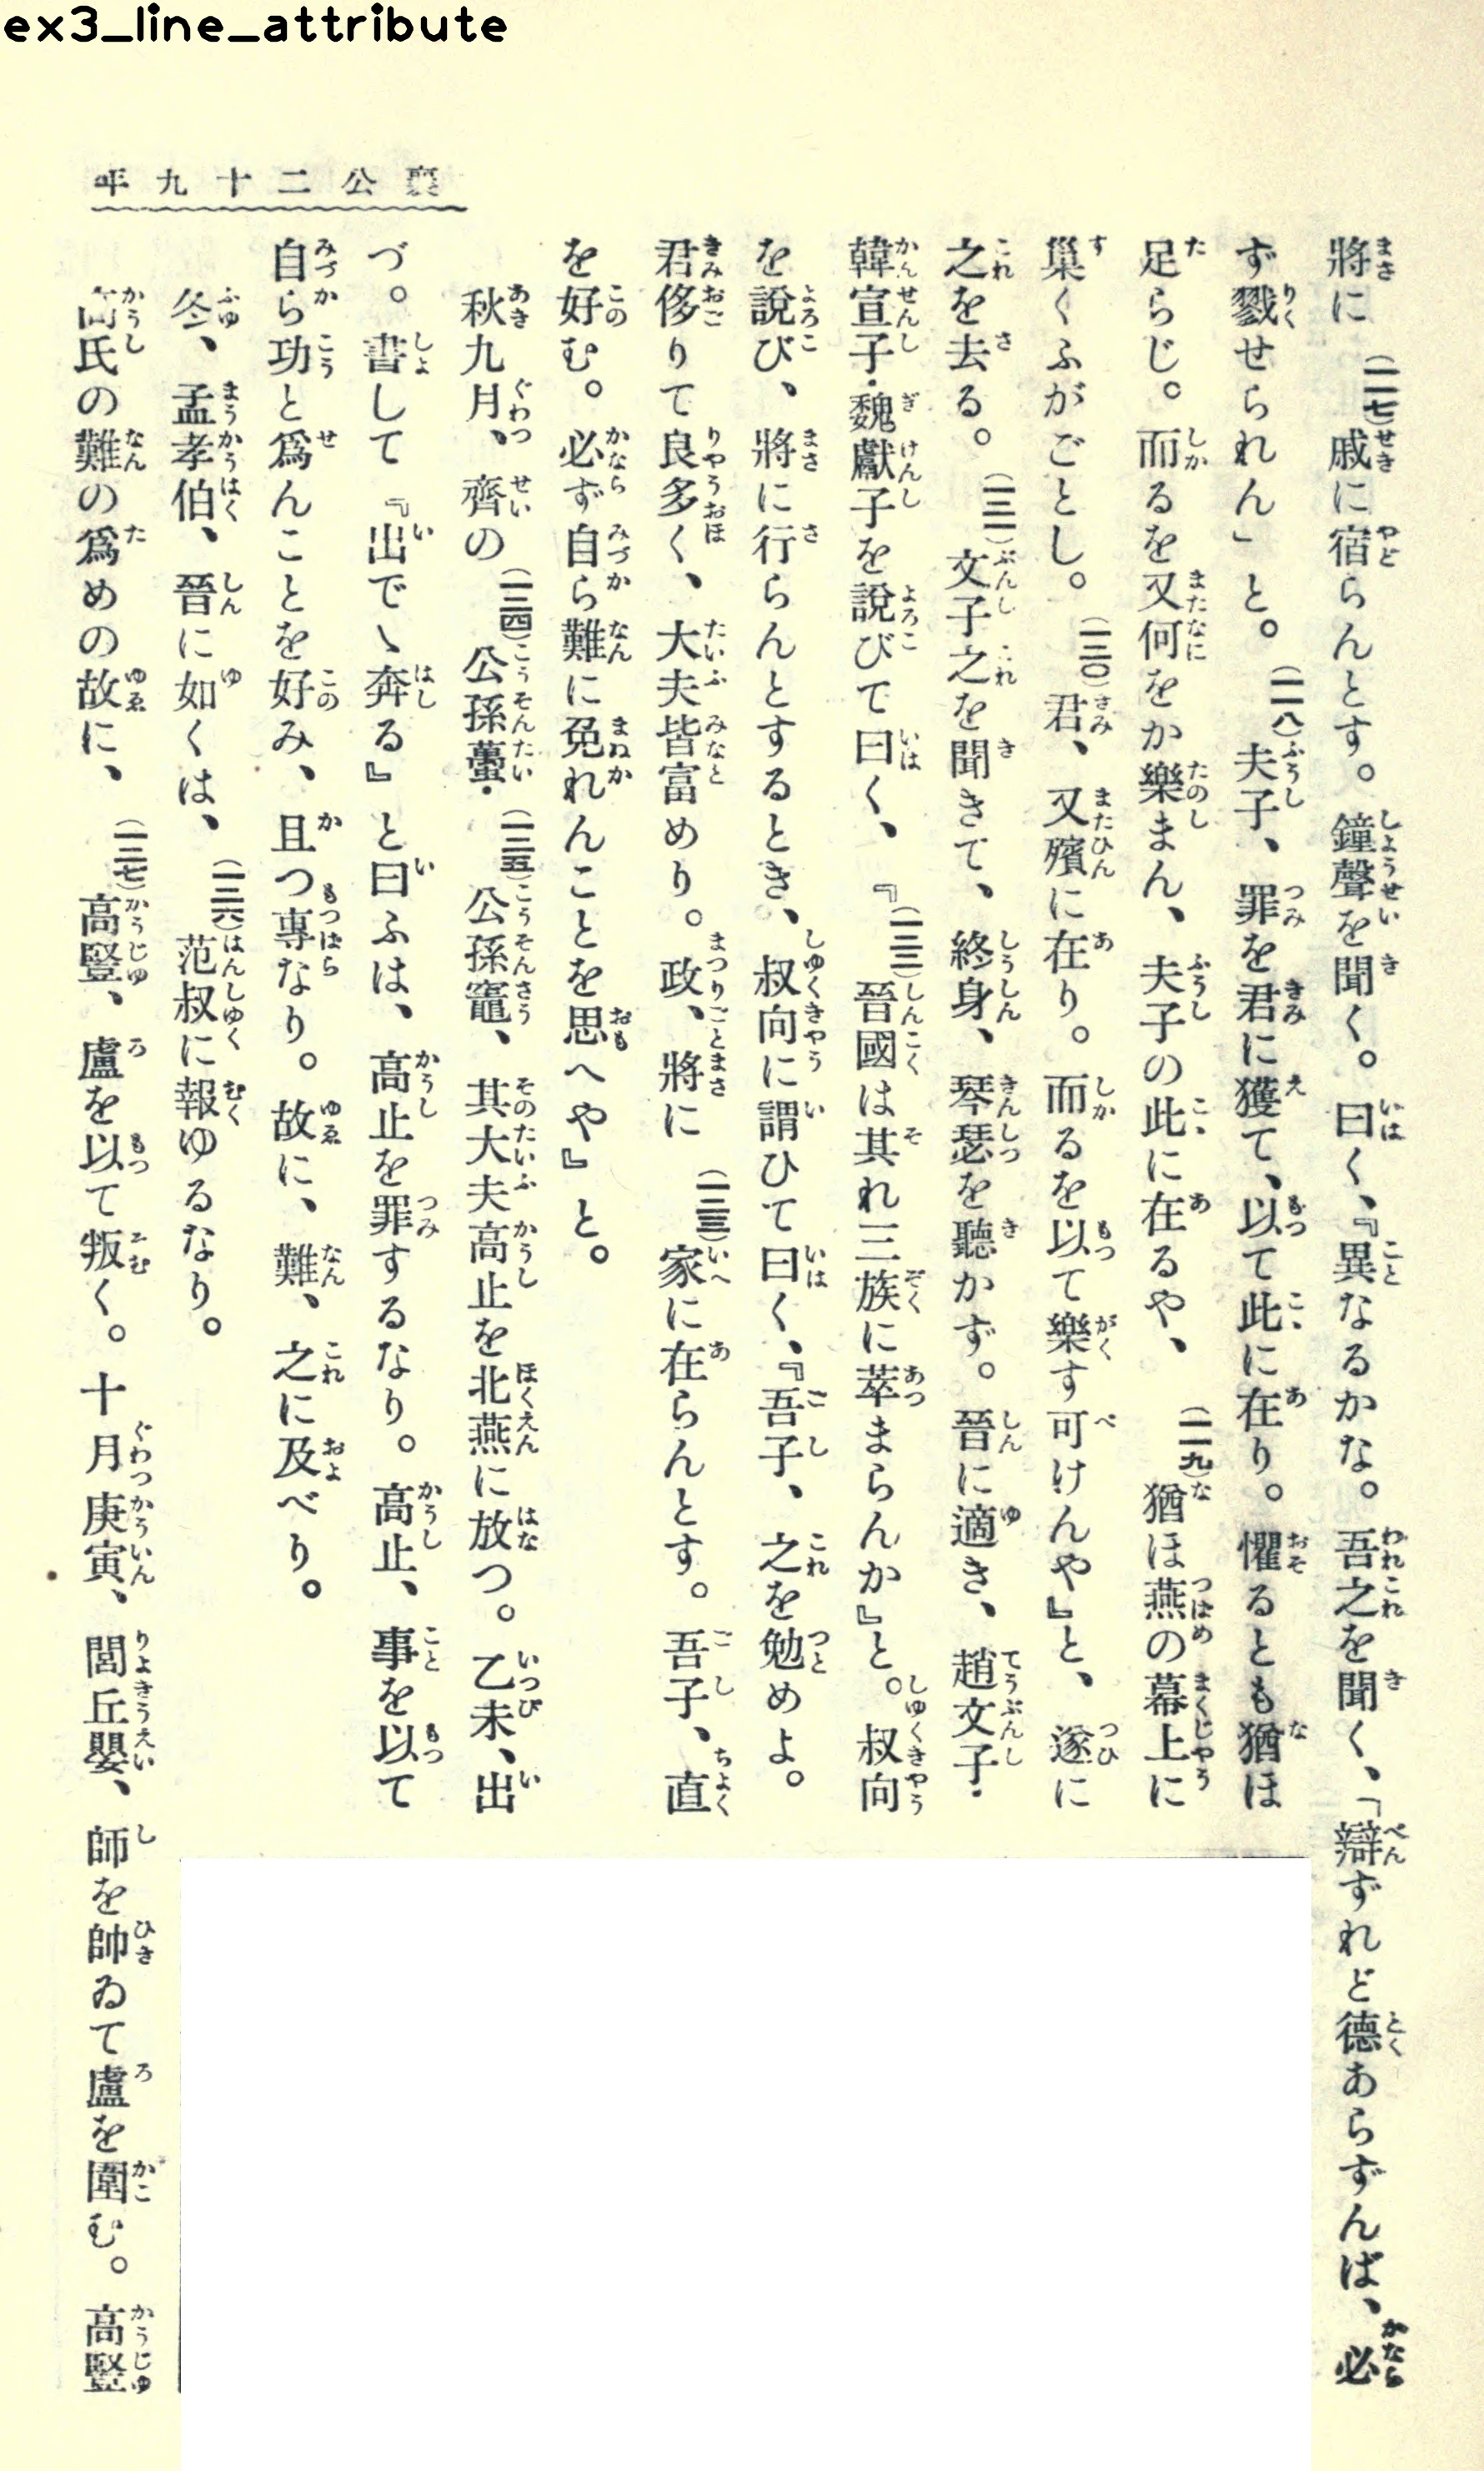 ex3_line_attribute
襄公二十九年
將に(一一七)戚に宿らんとす。鐘聲を聞く。曰く、『異なるかな。吾之を聞く、「辯ずれど德あらずんば、必
ず戮せられん」と。(一一八)夫子、罪を君に獲て、以て此に在り。懼るとも猶ほ
足らじ。而るを又何をか樂まん、夫子の此に在るや、(一一九)猶ほ燕の幕上に
巢くふがごとし。(一二〇)君、又殯に在り。而るを以て樂す可けんや』と、遂に
之を去る。(一二一)文子之を聞きて、終身、琴瑟を聽かず。晉に適き、趙文子・
韓宣子・魏獻子を說びて曰く、『(一二二)晉國は其れ三族に萃まらんか』と。叔向
を說び、將に行らんとするとき、叔向に謂ひて曰く、『吾子、之を勉めよ。
君侈りて良多く、大夫皆富めり。政、將に(一二三)家に在らんとす。吾子、直
を好む。必ず自ら難に免れんことを思へや』と。
秋九月、齊の(一二四)公孫蠆・(一二五)公孫竈、其大夫高止を北燕に放つ。乙未、出
づ。書して『出でゝ奔る』と曰ふは、高止を罪するなり。高止、事を以て
自ら功と爲んことを好み、且つ專なり。故に、難、之に及べり。
冬、孟孝伯、晉に如くは、(一二六)范叔に報ゆるなり。
高氏の難の爲めの故に、(一二七)高豎、盧を以て叛く。十月庚寅、閭丘嬰、師を帥ゐて盧を圍む。高豎